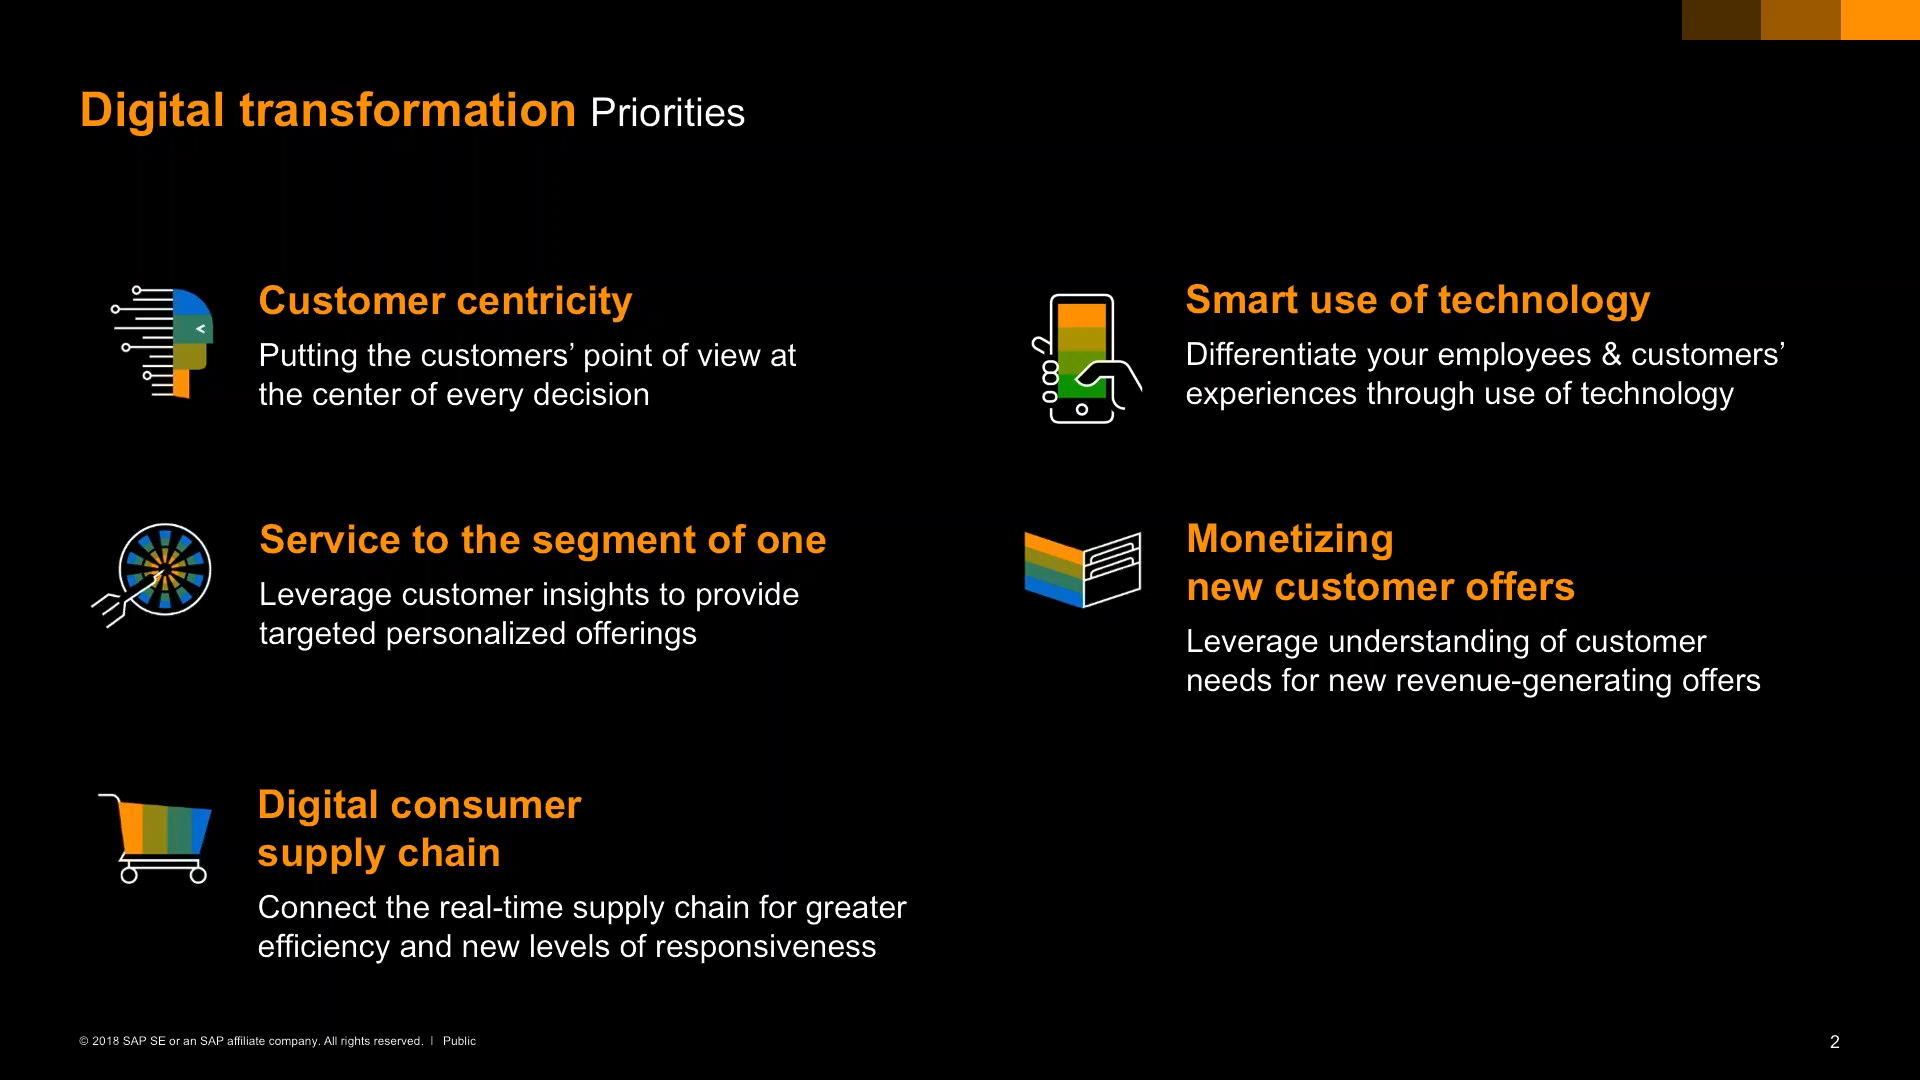 Digital transformation Priorities
Customer centricity
Putting the customers’ point of view at
the center of every decision
Smart use of technology
Differentiate your employees & customers’
experiences through use of technology
Service to the segment of one
Leverage customer insights to provide
targeted personalized offerings
Monetizing
new customer offers
Leverage understanding of customer
needs for new revenue-generating offers
Digital consumer
supply chain
Connect the real-time supply chain for greater
efficiency and new levels of responsiveness
© 2018 SAP SE or an SAP affiliate company. All rights reserved. | Public
2